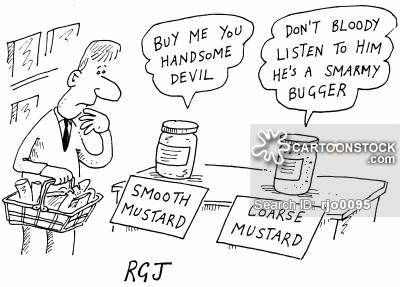 BUY ME YOU
HANDSOME
DEVIL
DON'T BLOODY
LISTEN TO HIM
HE'S A SMARMY
BUGGER
SMOOTH
MUSTARD
COARSE
MUSTARD
CARTOONSTOCK
.com
Search ID: rjo0095
RGJ